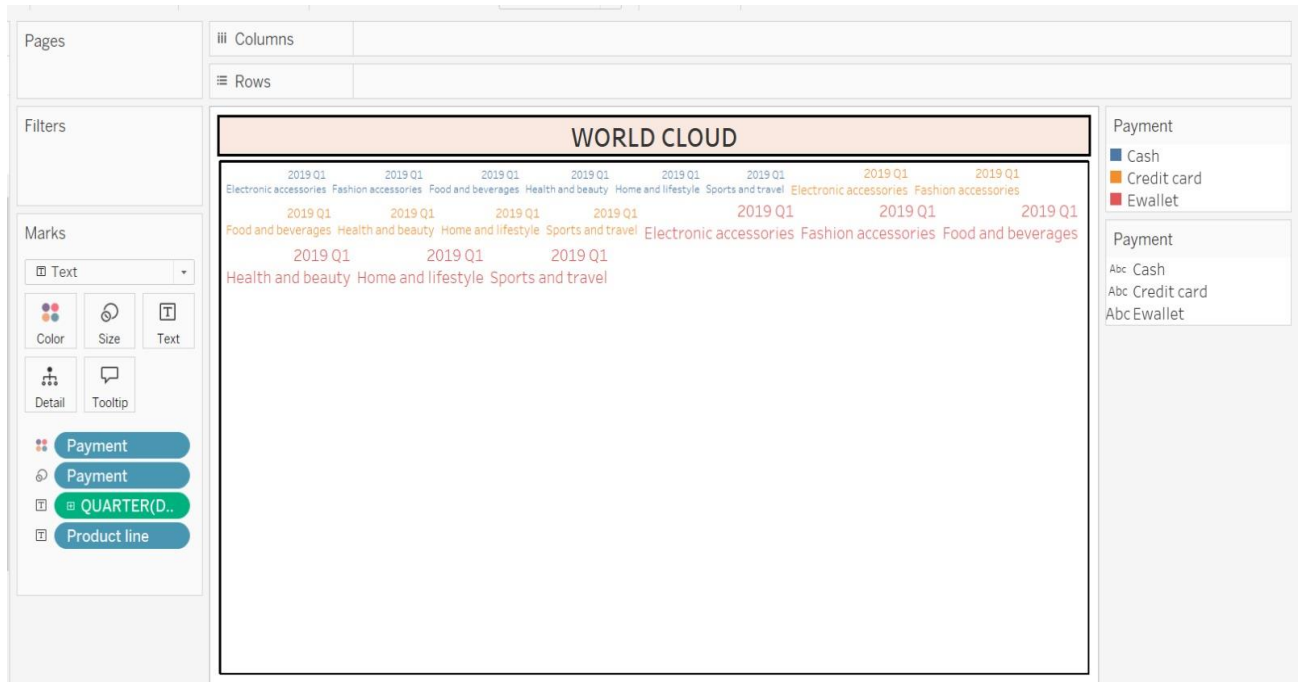 Pages
Columns
Rows
Filters
Marks
Text
Color Size Text
Detail Tooltip
Payment
Payment
QUARTER(D..
Product line
WORLD CLOUD
2019 Q1 2019 Q1 2019 Q1 2019 Q1 2019 Q1 2019 Q1 2019 Q1 2019 Q1
Electronic accessories Fashion accessories Food and beverages Health and beauty Home and lifestyle Sports and travel Electronic accessories Fashion accessories
2019 Q1 2019 Q1 2019 Q1 2019 Q1 2019 Q1 2019 Q1 2019 Q1
Food and beverages Health and beauty Home and lifestyle Sports and travel Electronic accessories Fashion accessories Food and beverages
2019 Q1 2019 Q1 2019 Q1
Health and beauty Home and lifestyle Sports and travel
Payment
Cash
Credit card
Ewallet
Payment
Abc Cash
Abc Credit card
Abc Ewallet